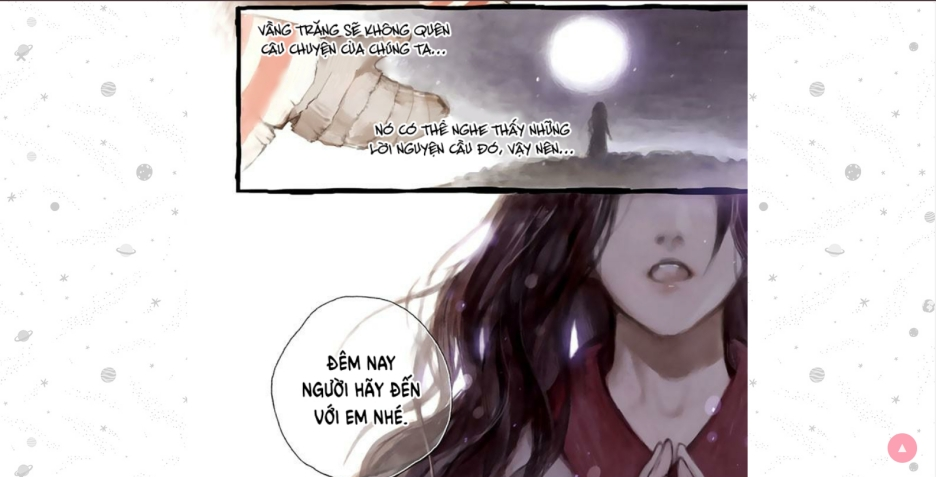 VẦNG TRĂNG SẼ KHÔNG QUÊN
CÂU CHUYỆN CỦA CHÚNG TA...
NÓ CÓ THỂ NGHE THẤY NHỮNG
LỜI NGUYỆN CẦU ĐÓ, VẬY NÊN...
ĐÊM NAY
NGƯỜI HÃY ĐẾN
VỚI EM NHÉ.